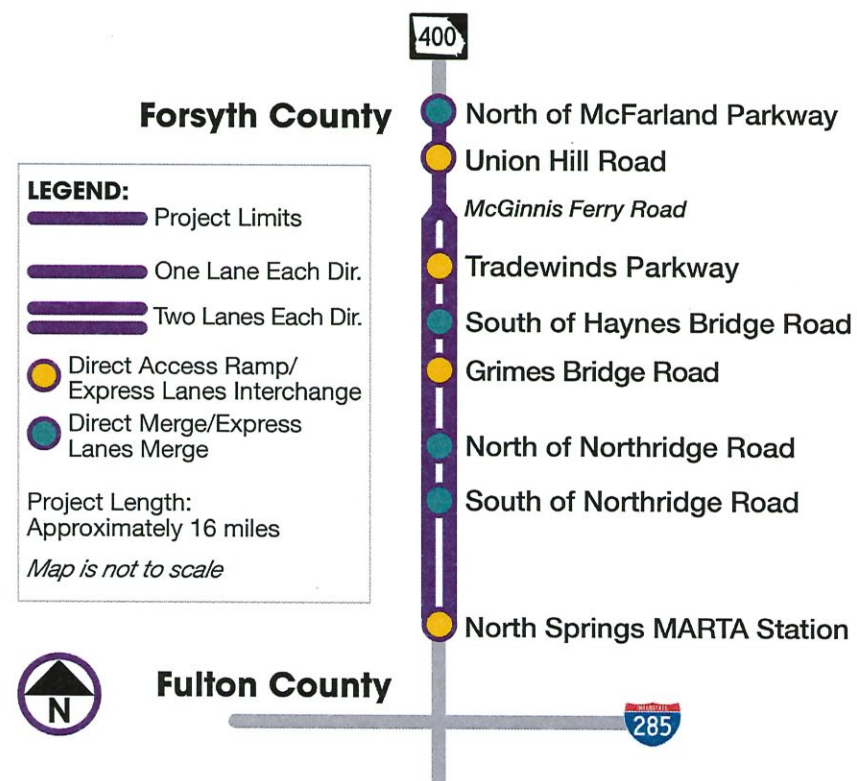 400
Forsyth County
North of McFarland Parkway
Union Hill Road
McGinnis Ferry Road
Tradewinds Parkway
South of Haynes Bridge Road
Grimes Bridge Road
North of Northridge Road
South of Northridge Road
North Springs MARTA Station
LEGEND:
Project Limits
One Lane Each Dir.
Two Lanes Each Dir.
Direct Access Ramp/
Express Lanes Interchange
Direct Merge/Express
Lanes Merge
Project Length:
Approximately 16 miles
Map is not to scale
N
Fulton County
INTERSTATE
285